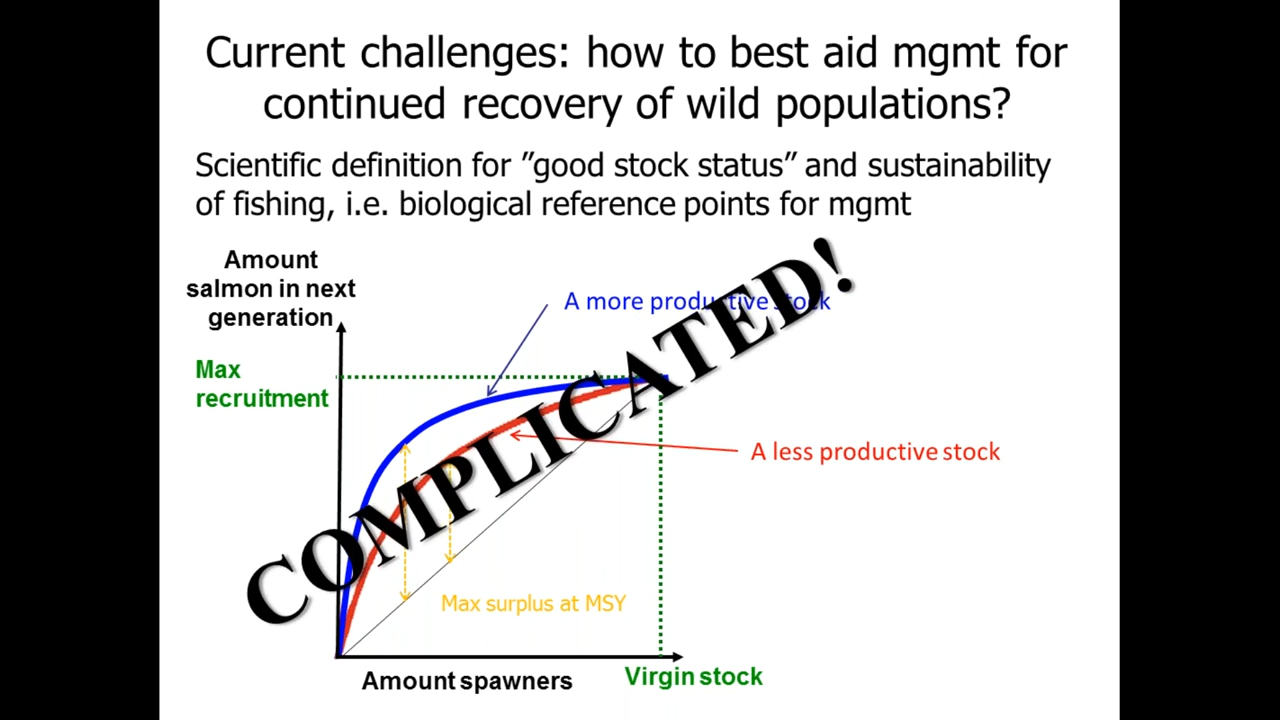 Current challenges: how to best aid mgmt for
continued recovery of wild populations?
Scientific definition for ”good stock status” and sustainability
of fishing, i.e. biological reference points for mgmt
Amount
salmon in next
generation
A more productive stock
Max
recruitment
COMPLICATED!
A less productive stock
Max surplus at MSY
Amount spawners
Virgin stock